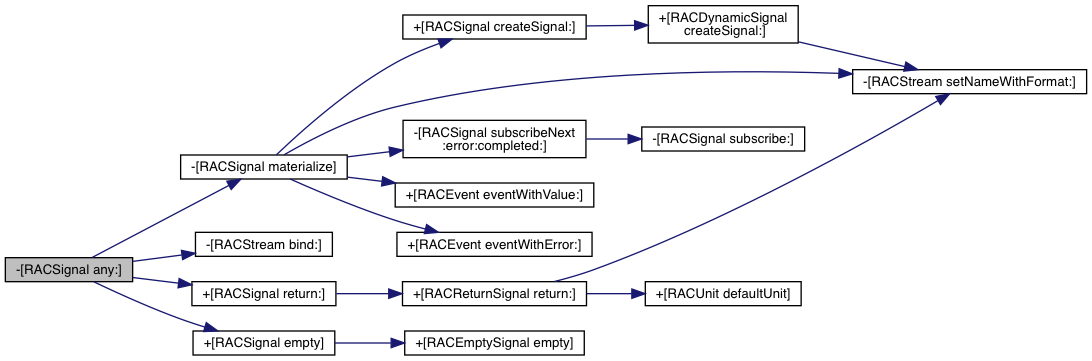 +[RACSignal createSignal:]
+[RACDynamicSignal
createSignal:]
-[RACStream setNameWithFormat:]
-[RACSignal subscribeNext
:error:completed:]
-[RACSignal subscribe:]
-[RACSignal materialize]
+[RACEvent eventWithValue:]
-[RACStream bind:]
+[RACEvent eventWithError:]
-[RACSignal any:]
+[RACSignal return:]
+[RACReturnSignal return:]
+[RACUnit defaultUnit]
+[RACSignal empty]
+[RACEmptySignal empty]